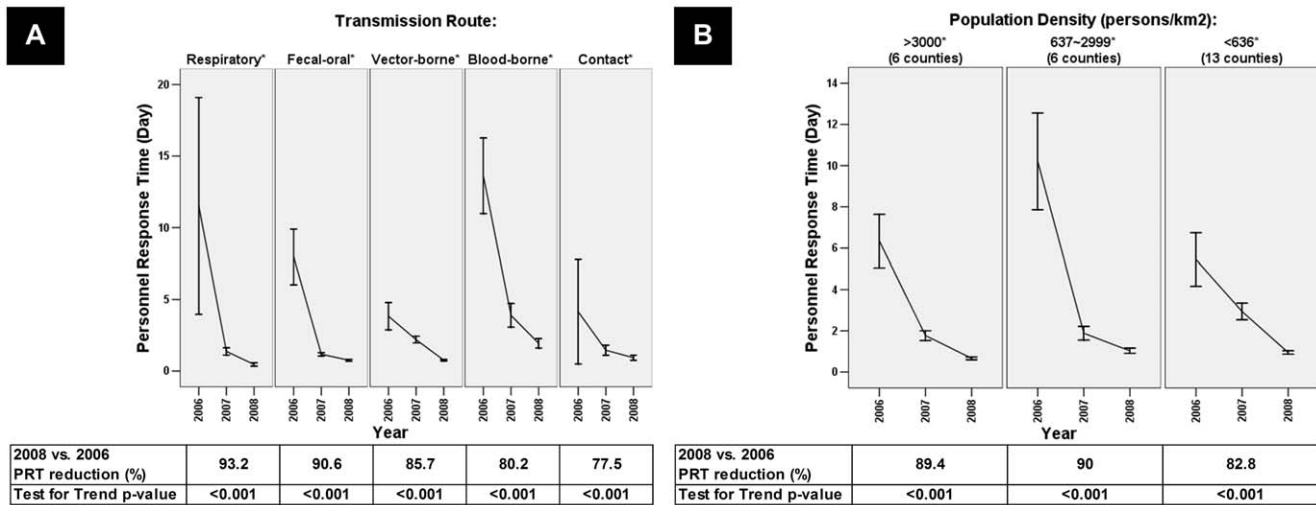 A
Transmission Route:
Respiratory* Fecal-oral* Vector-borne* Blood-borne* Contact*
Personnel Response Time (Day)
20
15
10
5
0
2006 2007 2008 2006 2007 2008 2006 2007 2008 2006 2007 2008 2006 2007 2008
Year
2008 vs. 2006
PRT reduction (%) 93.2 90.6 85.7 80.2 77.5
Test for Trend p-value <0.001 <0.001 <0.001 <0.001 <0.001
B
Population Density (persons/km2):
>3000* 637~2999* <636*
(6 counties) (6 counties) (13 counties)
Personnel Response Time (Day)
14
12
10
8
6
4
2
0
2006 2007 2008 2006 2007 2008 2006 2007 2008
Year
2008 vs. 2006
PRT reduction (%) 89.4 90 82.8
Test for Trend p-value <0.001 <0.001 <0.001